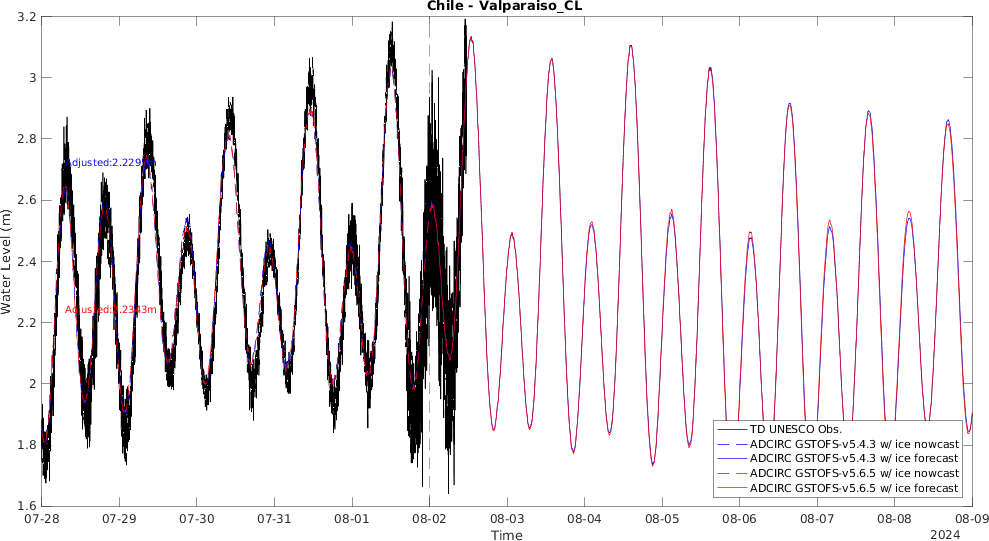 Chile - Valparaiso_CL
Water Level (m)
3.2
3
2.8
2.6
2.4
2.2
2
1.8
1.6
Adjusted:2.229
Adjusted:2.2343m
TD UNESCO Obs.
ADCIRC GSTOFS-v5.4.3 w/ ice nowcast
ADCIRC GSTOFS-v5.4.3 w/ ice forecast
ADCIRC GSTOFS-v5.6.5 w/ ice nowcast
ADCIRC GSTOFS-v5.6.5 w/ ice forecast
07-28 07-29 07-30 07-31 08-01 08-02 08-03 08-04 08-05 08-06 08-07 08-08 08-09
Time
2024